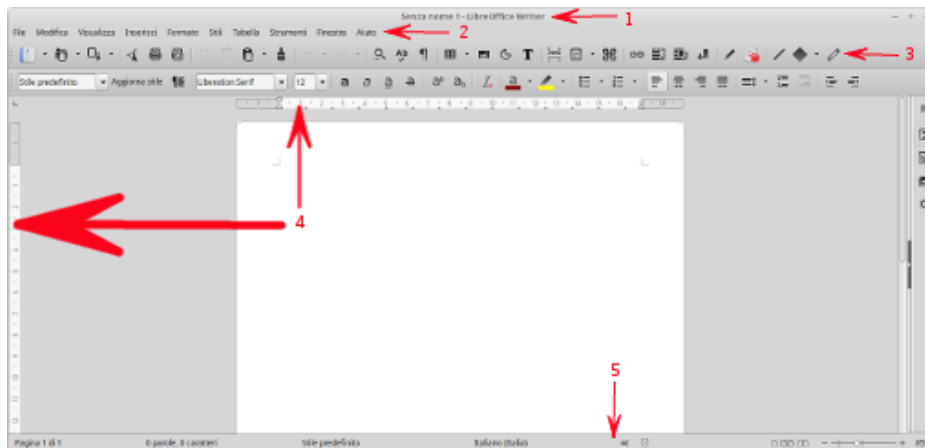 Senza nome 1 - LibreOffice Writer
1
File Modifica Visualizza Inserisci Formato Stili Tabella Strumenti Finestra Aiuto
2
3
Stile predefinito Aggiorna stile Liberation Serif 12
4
5
Pagina 1 di 1 0 parole, 0 caratteri Stile predefinito Italiano (Italia)